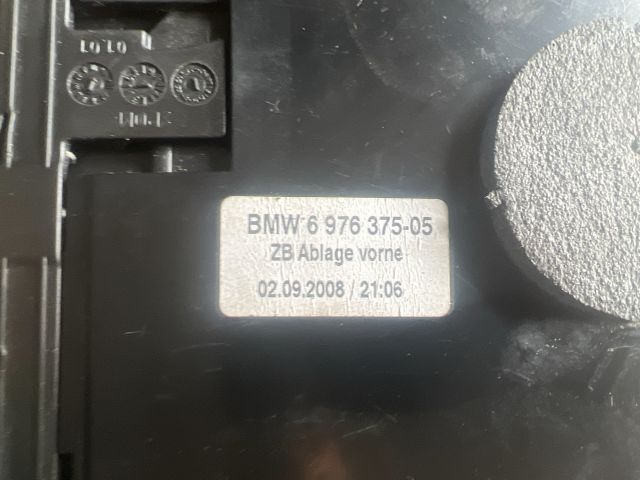 BMW 6 976 375-05
ZB Ablage vorne
02.09.2008 / 21:06